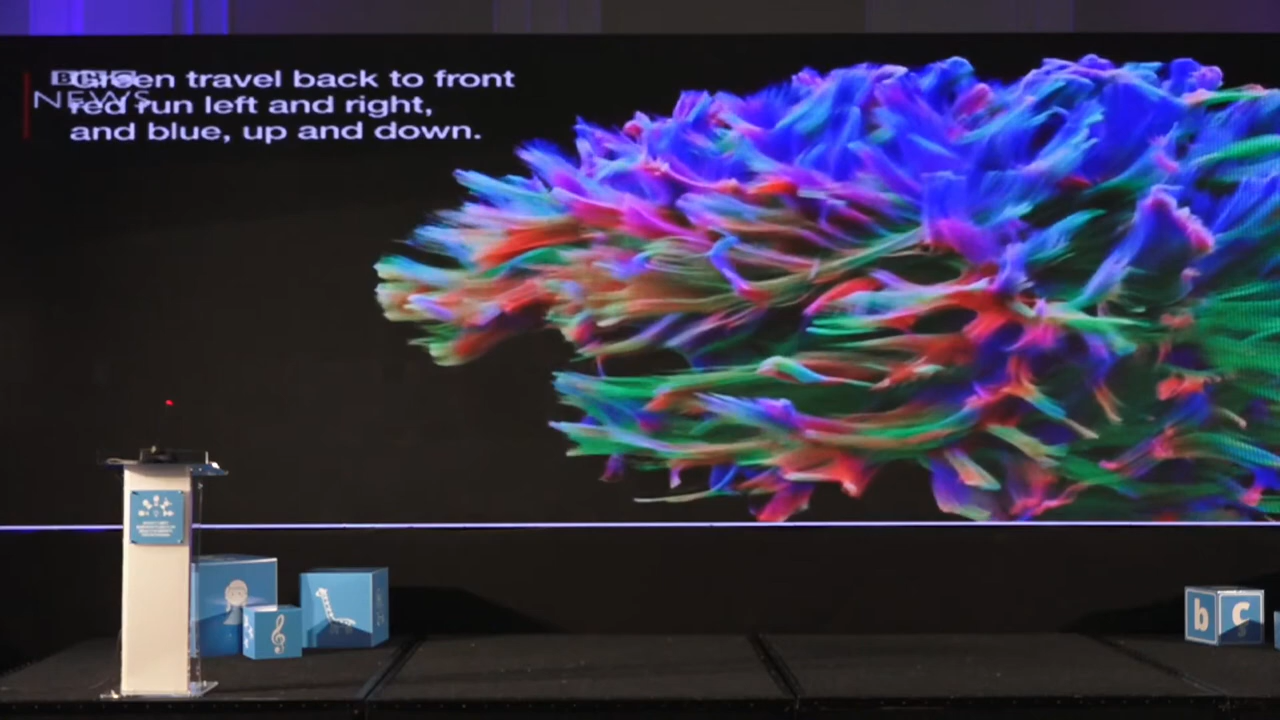 BBC
NEWS
Green travel back to front
red run left and right,
and blue, up and down.
b
c